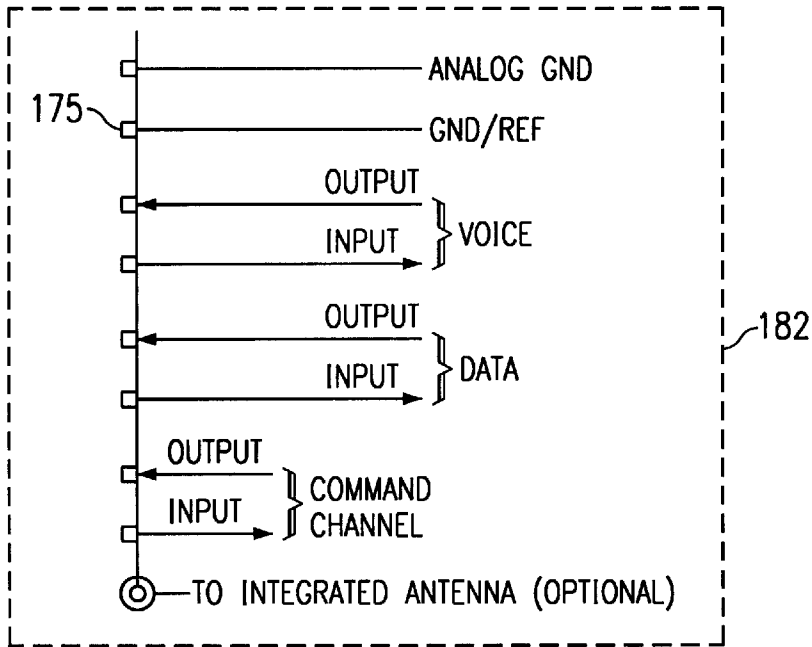 ANALOG GND
175
GND/REF
OUTPUT
VOICE
INPUT
OUTPUT
182
DATA
INPUT
OUTPUT
COMMAND
INPUT
CHANNEL
TO INTEGRATED ANTENNA (OPTIONAL)